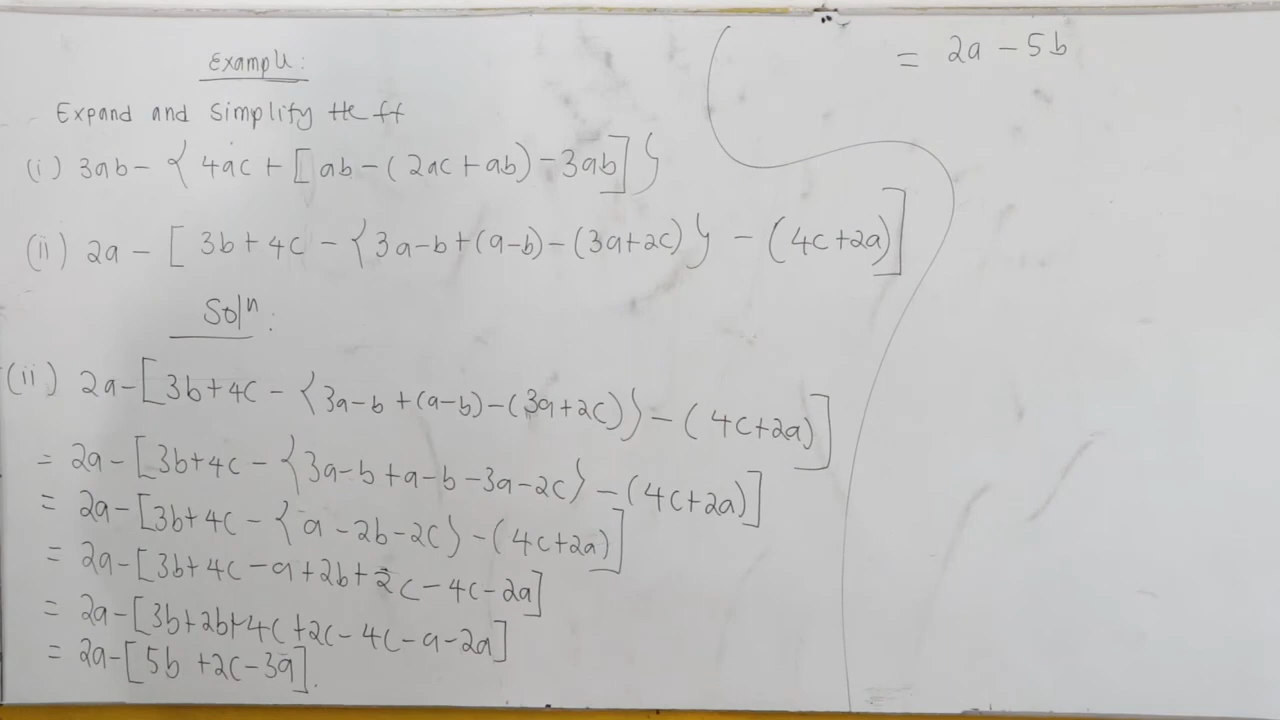 Example:
Expand and Simplify the ff
(i) 3ab - { 4ac + [ab - (2ac + ab) - 3ab] }
(ii) 2a - [ 3b + 4c - {3a - b + (a - b) - (3a + 2c) } - (4c + 2a) ]
Solⁿ:
(ii) 2a - [3b + 4c - {3a - b + (a - b) - (3a + 2c)} - (4c + 2a)]
= 2a - [3b + 4c - {3a - b + a - b - 3a - 2c} - (4c + 2a)]
= 2a - [3b + 4c - {a - 2b - 2c} - (4c + 2a)]
= 2a - [3b + 4c - a + 2b + 2c - 4c - 2a]
= 2a - [3b + 2b + 4c + 2c - 4c - a - 2a]
= 2a - [5b + 2c - 3a].
= 2a - 5b